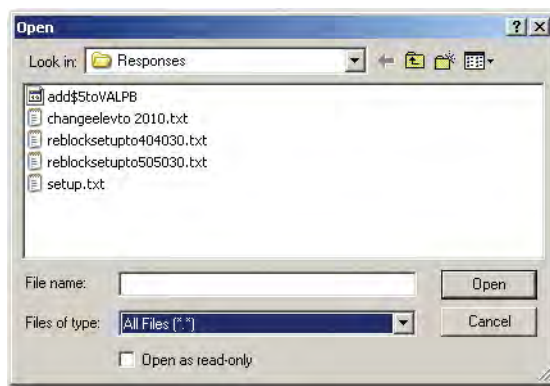 Open
Look in: Responses
add$5toVALPB
changeelevto 2010.txt
reblocksetupto404030.txt
reblocksetupto505030.txt
setup.txt
File name: Open
Files of type: All Files (*.*) Cancel
Open as read-only